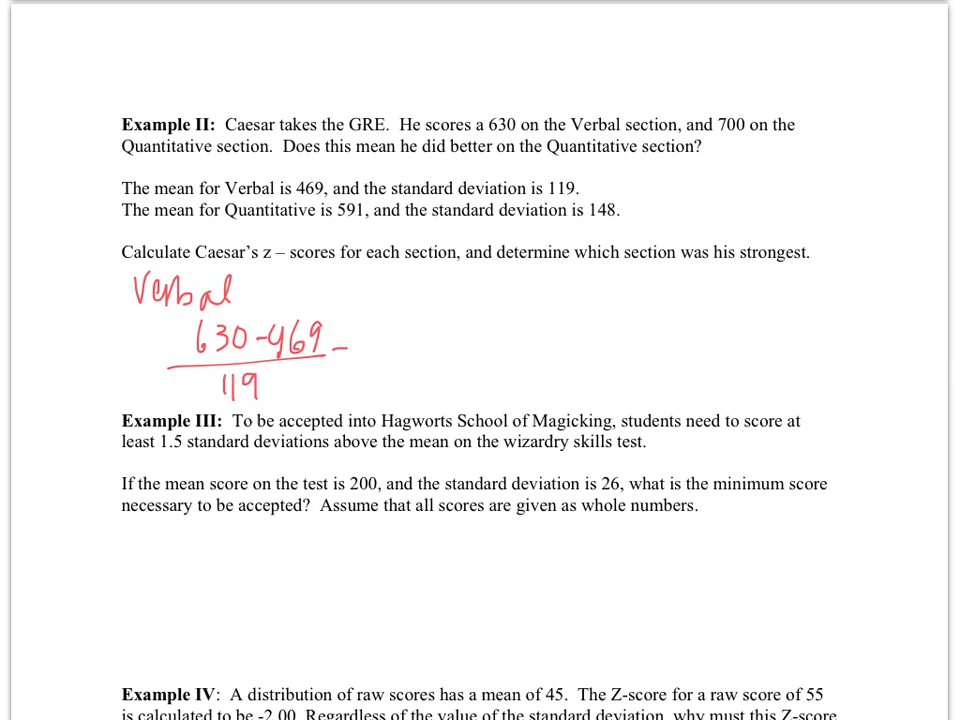 Example II: Caesar takes the GRE. He scores a 630 on the Verbal section, and 700 on the
Quantitative section. Does this mean he did better on the Quantitative section?
The mean for Verbal is 469, and the standard deviation is 119.
The mean for Quantitative is 591, and the standard deviation is 148.
Calculate Caesar's z – scores for each section, and determine which section was his strongest.
Verbal
630-469 –
119
Example III: To be accepted into Hagworts School of Magicking, students need to score at
least 1.5 standard deviations above the mean on the wizardry skills test.
If the mean score on the test is 200, and the standard deviation is 26, what is the minimum score
necessary to be accepted? Assume that all scores are given as whole numbers.
Example IV: A distribution of raw scores has a mean of 45. The Z-score for a raw score of 55
is calculated to be -2.00. Regardless of the value of the standard deviation, why must this Z-score